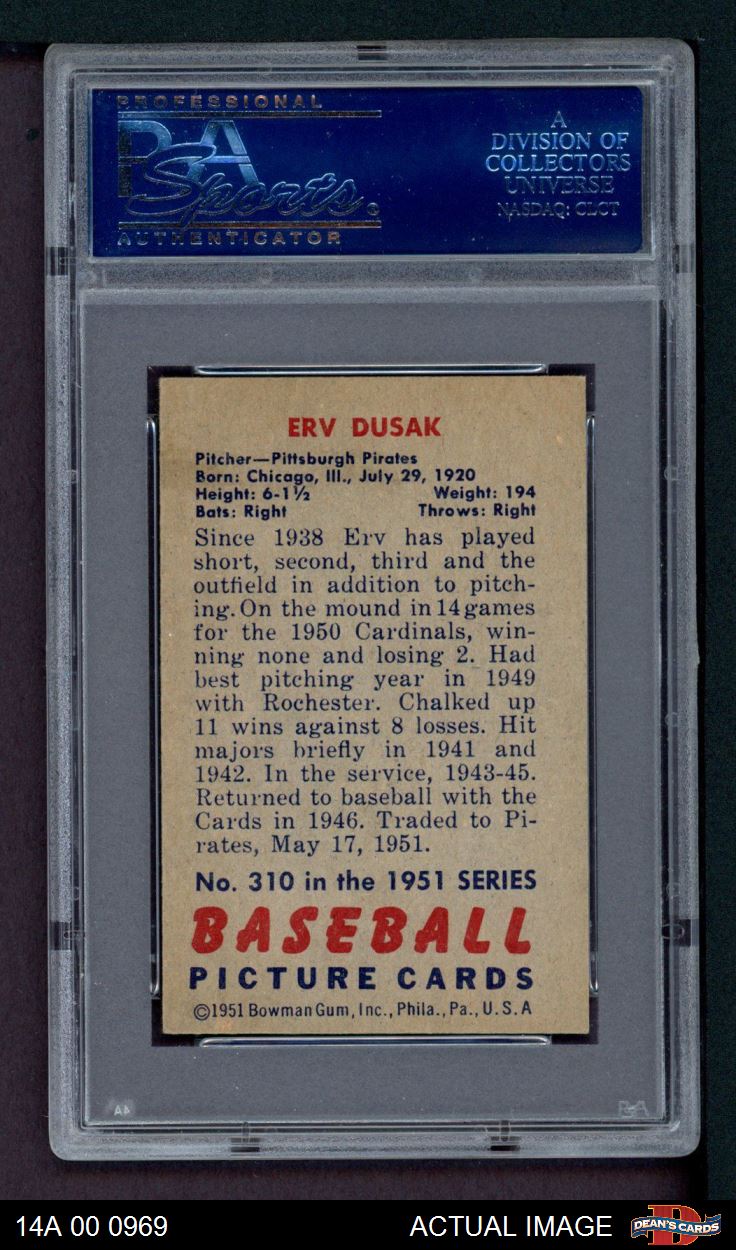 PROFESSIONAL
PSA
Sports
AUTHENTICATOR
A
DIVISION OF
COLLECTORS
UNIVERSE
NASDAQ: CLCT
ERV DUSAK
Pitcher—Pittsburgh Pirates
Born: Chicago, Ill., July 29, 1920
Height: 6-1½ Weight: 194
Bats: Right Throws: Right
Since 1938 Erv has played
short, second, third and the
outfield in addition to pitch-
ing. On the mound in 14 games
for the 1950 Cardinals, win-
ning none and losing 2. Had
best pitching year in 1949
with Rochester. Chalked up
11 wins against 8 losses. Hit
majors briefly in 1941 and
1942. In the service, 1943-45.
Returned to baseball with the
Cards in 1946. Traded to Pi-
rates, May 17, 1951.
No. 310 in the 1951 SERIES
BASEBALL
PICTURE CARDS
©1951 Bowman Gum, Inc., Phila., Pa., U.S.A
14A 00 0969
ACTUAL IMAGE
DEAN'S CARDS